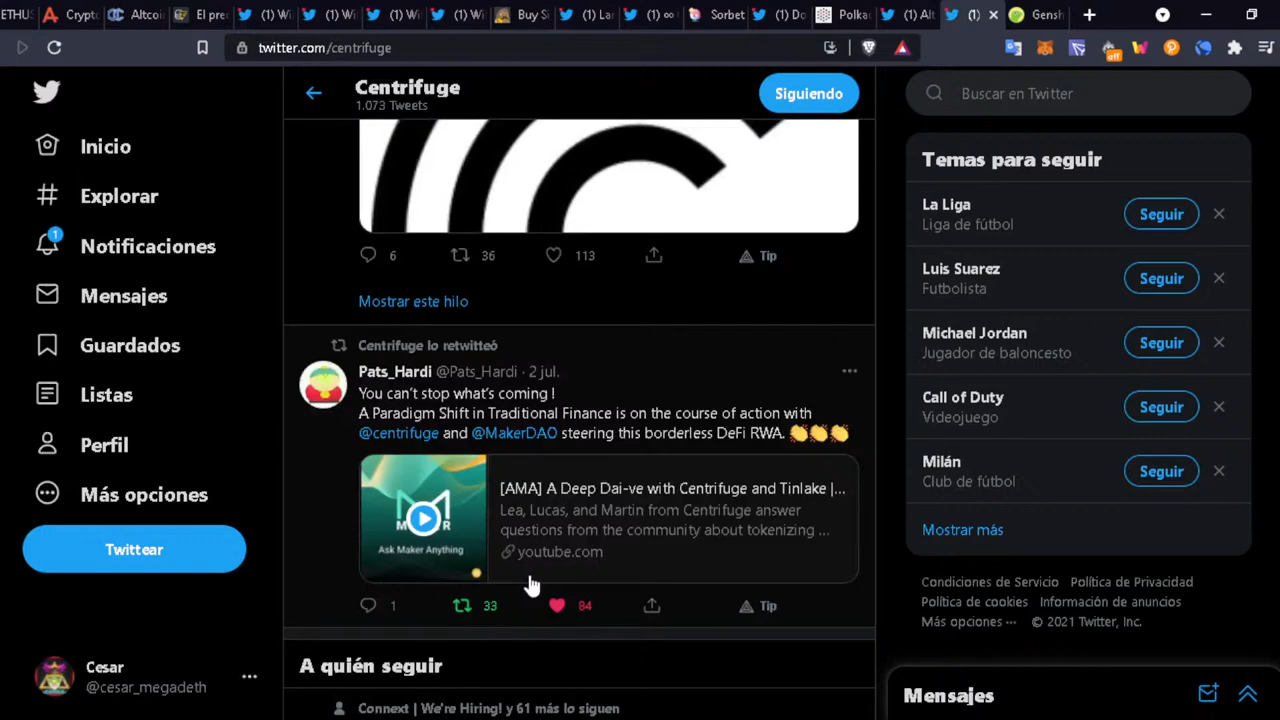 ETHUS
Crypto
Altcoi
El prec
(1) Wi
(1) Wi
(1) Wi
(1) Wi
Buy Si
(1) Lar
(1) ∞
Sorbet
(1) Do
Polka
(1) Alt
(1)
Gensh
twitter.com/centrifuge
off
Centrifuge
1.073 Tweets
Siguiendo
Buscar en Twitter
Inicio
Explorar
1
Notificaciones
Mensajes
Guardados
Listas
Perfil
Más opciones
Twittear
Cesar
@cesar_megadeth
6 36 113 Tip
Mostrar este hilo
Centrifuge lo retwitteó
Pats_Hardi @Pats_Hardi · 2 jul.
You can't stop what's coming !
A Paradigm Shift in Traditional Finance is on the course of action with
@centrifuge and @MakerDAO steering this borderless DeFi RWA. 👏👏👏
M R
Ask Maker Anything
[AMA] A Deep Dai-ve with Centrifuge and Tinlake |...
Lea, Lucas, and Martin from Centrifuge answer
questions from the community about tokenizing ...
youtube.com
1 33 84 Tip
A quién seguir
Connext | We're Hiring! y 61 más lo siguen
Temas para seguir
La Liga
Liga de fútbol
Seguir
Luis Suarez
Futbolista
Seguir
Michael Jordan
Jugador de baloncesto
Seguir
Call of Duty
Videojuego
Seguir
Milán
Club de fútbol
Seguir
Mostrar más
Condiciones de Servicio Política de Privacidad
Política de cookies Información de anuncios
Más opciones ··· © 2021 Twitter, Inc.
Mensajes